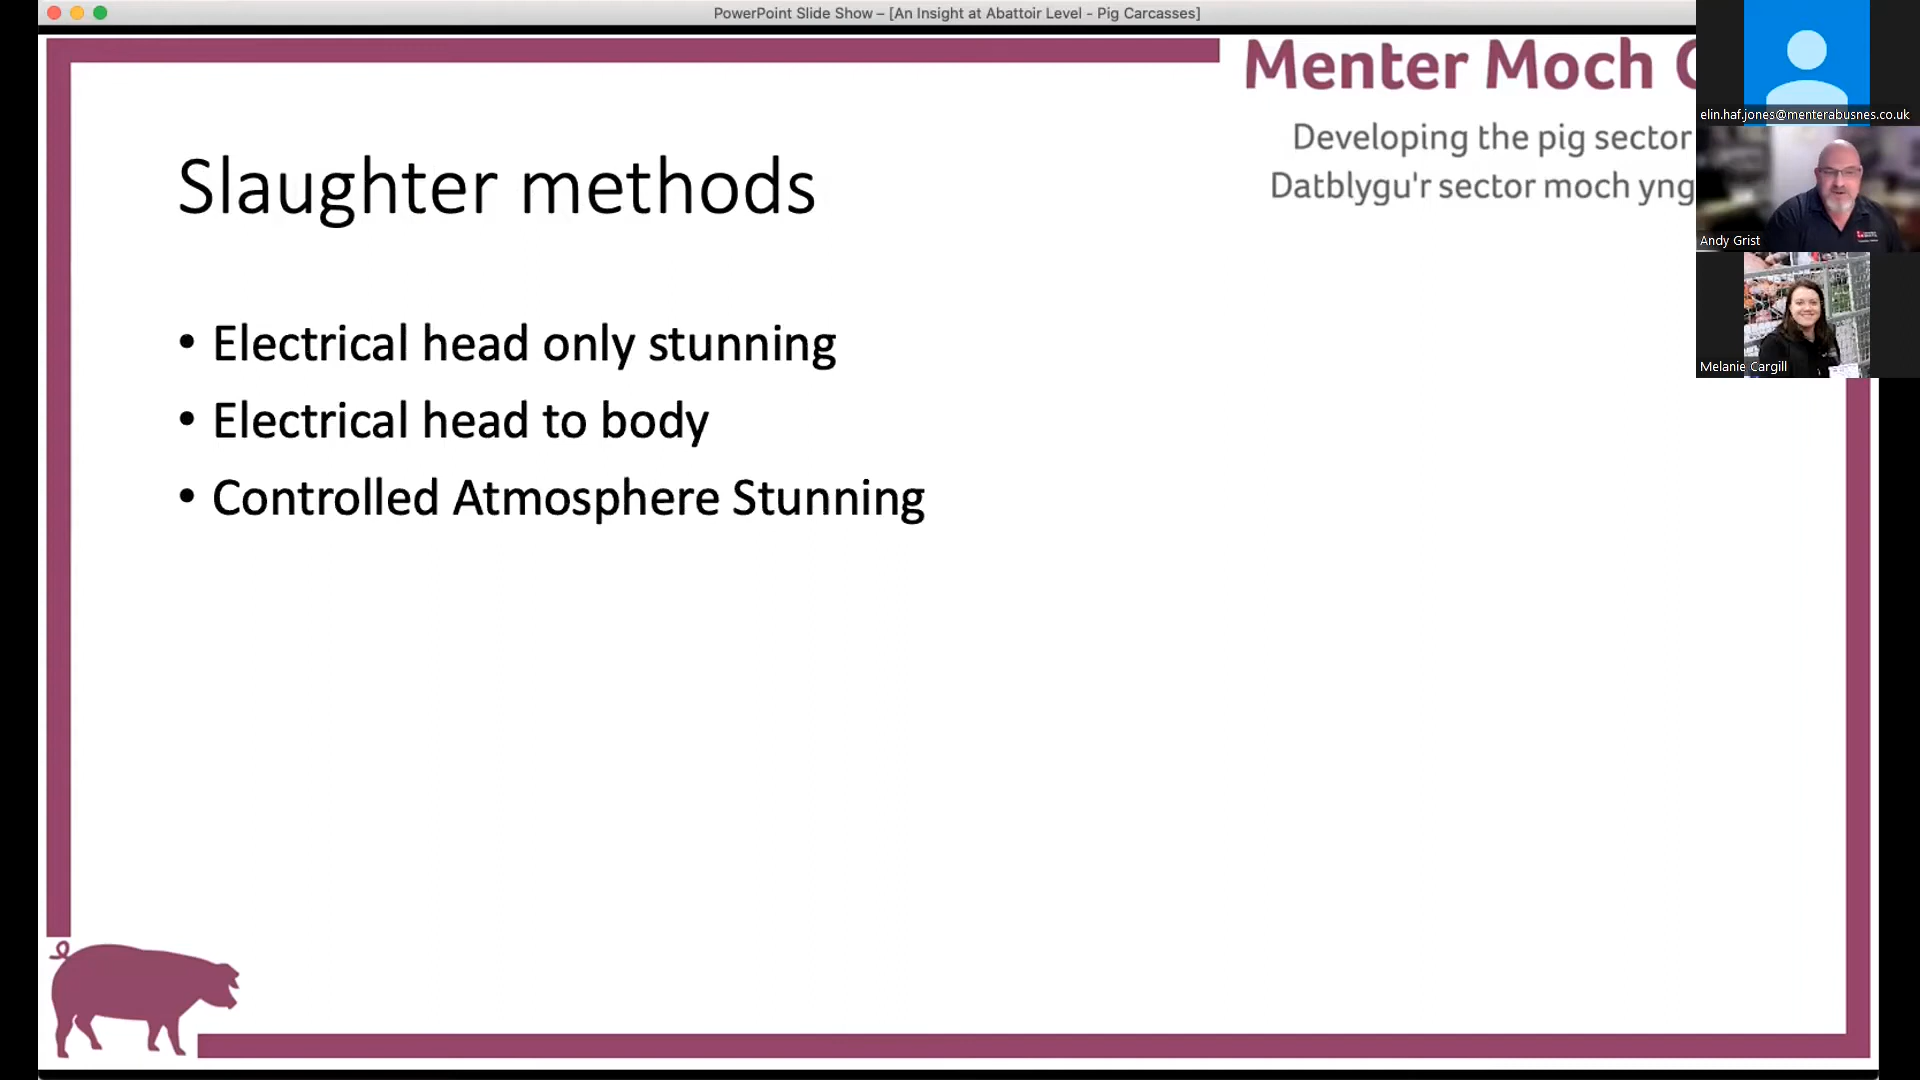 PowerPoint Slide Show – [An Insight at Abattoir Level - Pig Carcasses]
Menter Moch
Developing the pig sector
Datblygu'r sector moch yng
elin.haf.jones@menterabusnes.co.uk
Andy Grist
Melanie Cargill
Slaughter methods
• Electrical head only stunning
• Electrical head to body
• Controlled Atmosphere Stunning